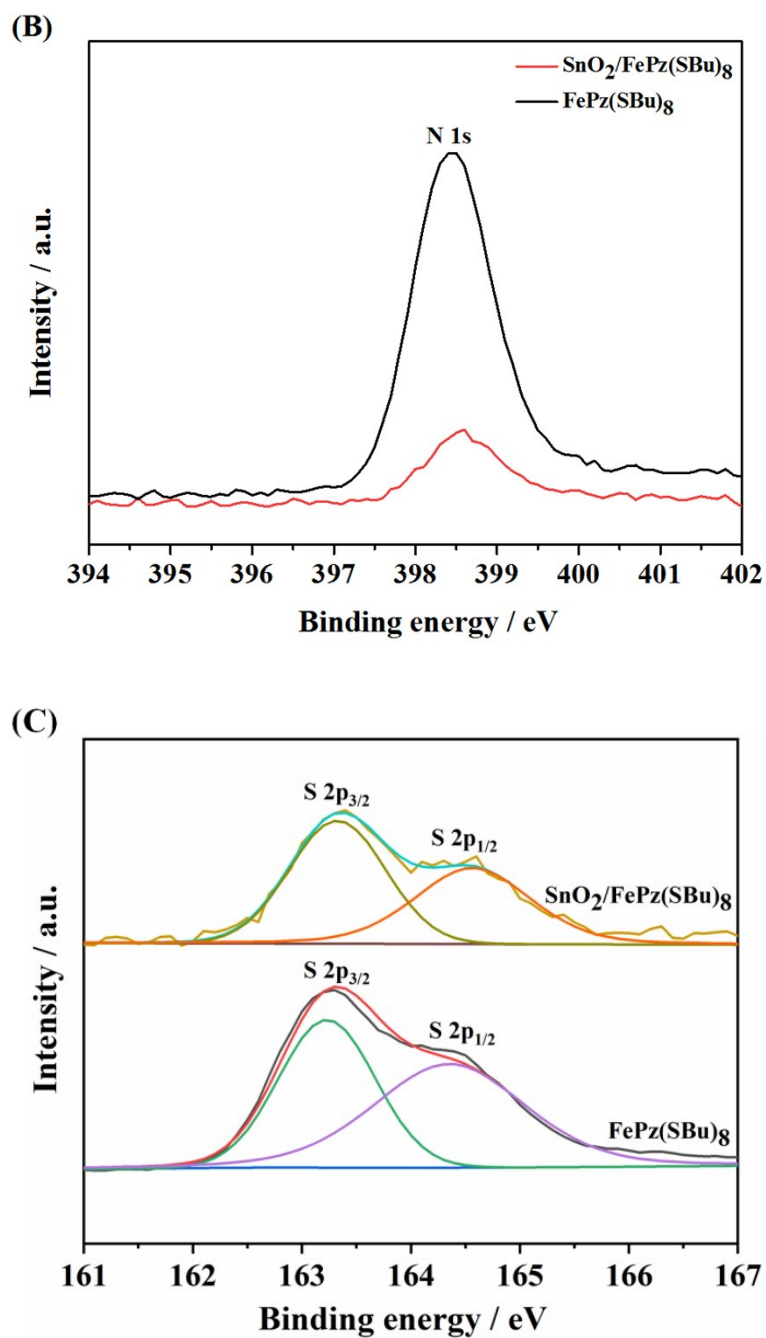 (B)
SnO₂/FePz(SBu)₈
FePz(SBu)₈
N 1s
Intensity / a.u.
394 395 396 397 398 399 400 401 402
Binding energy / eV
(C)
S 2p₃/₂
S 2p₁/₂
SnO₂/FePz(SBu)₈
S 2p₃/₂
S 2p₁/₂
FePz(SBu)₈
Intensity / a.u.
161 162 163 164 165 166 167
Binding energy / eV